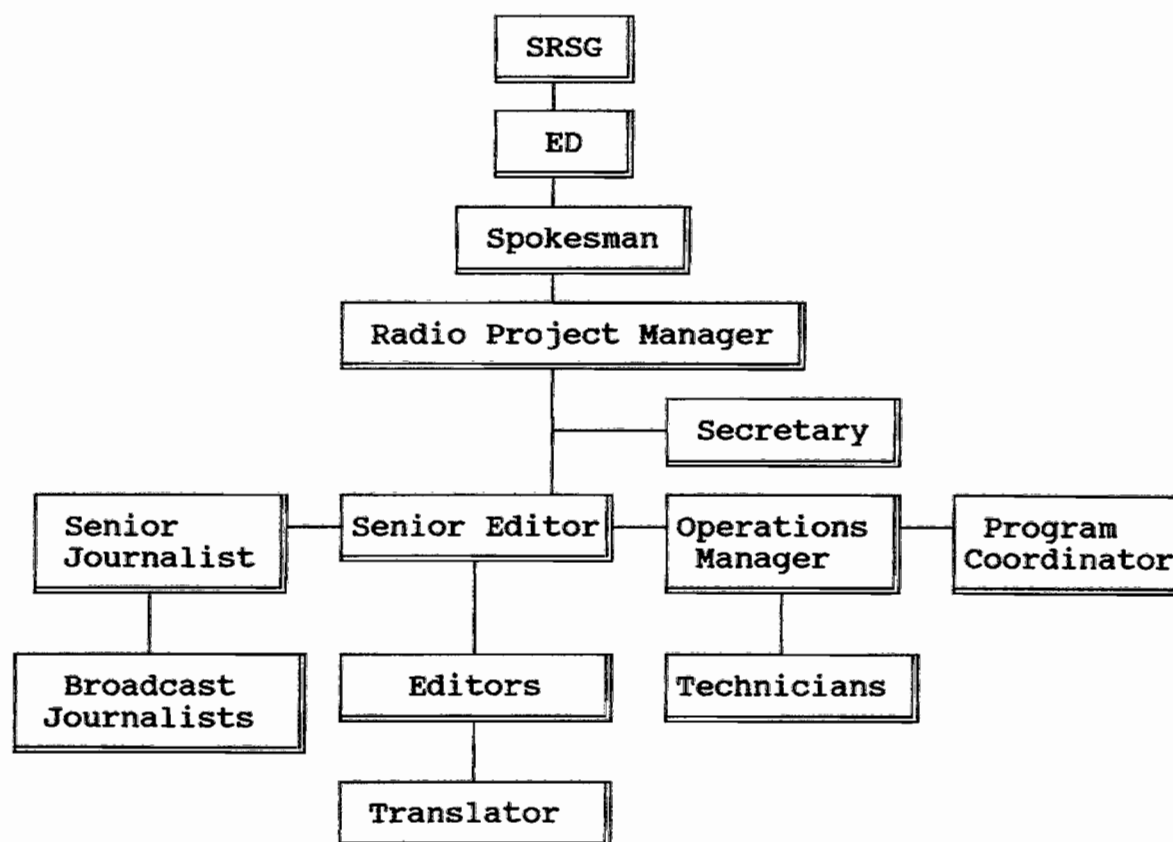 SRSG
ED
Spokesman
Radio Project Manager
Secretary
Senior
Journalist
Senior Editor
Operations
Manager
Program
Coordinator
Broadcast
Journalists
Editors
Technicians
Translator